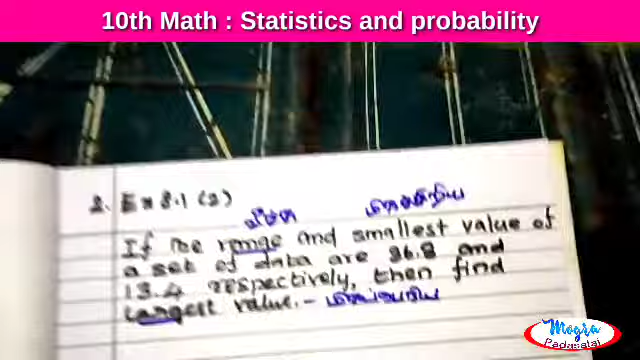 10th Math : Statistics and probability
2. Ex 8.1 (2)
வீச்சு
If the range and smallest value of
a set of data are 36.8 and
13.4 respectively, then find
Largest value. -
Mogra
Padasalai